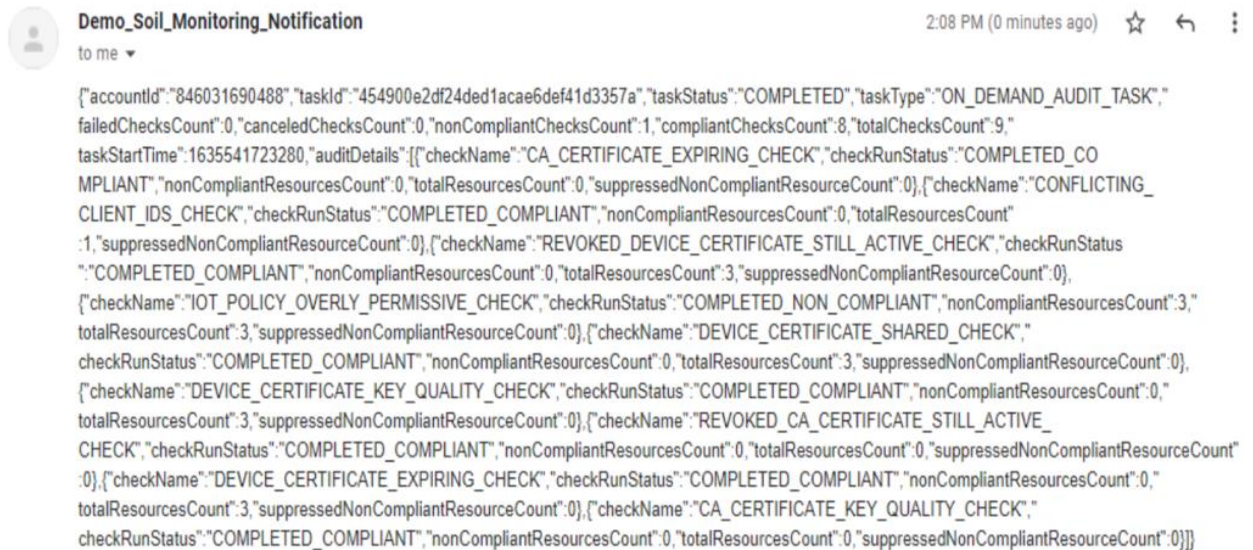 Demo_Soil_Monitoring_Notification
2:08 PM (0 minutes ago)
to me
{"accountId":"846031690488","taskId":"454900e2df24ded1acae6def41d3357a","taskStatus":"COMPLETED","taskType":"ON_DEMAND_AUDIT_TASK","
failedChecksCount":0,"canceledChecksCount":0,"nonCompliantChecksCount":1,"compliantChecksCount":8,"totalChecksCount":9,"
taskStartTime":1635541723280,"auditDetails":[{"checkName":"CA_CERTIFICATE_EXPIRING_CHECK","checkRunStatus":"COMPLETED_CO
MPLIANT","nonCompliantResourcesCount":0,"totalResourcesCount":0,"suppressedNonCompliantResourceCount":0},{"checkName":"CONFLICTING_
CLIENT_IDS_CHECK","checkRunStatus":"COMPLETED_COMPLIANT","nonCompliantResourcesCount":0,"totalResourcesCount"
:1,"suppressedNonCompliantResourceCount":0},{"checkName":"REVOKED_DEVICE_CERTIFICATE_STILL_ACTIVE_CHECK","checkRunStatus
":"COMPLETED_COMPLIANT","nonCompliantResourcesCount":0,"totalResourcesCount":3,"suppressedNonCompliantResourceCount":0},
{"checkName":"IOT_POLICY_OVERLY_PERMISSIVE_CHECK","checkRunStatus":"COMPLETED_NON_COMPLIANT","nonCompliantResourcesCount":3,"
totalResourcesCount":3,"suppressedNonCompliantResourceCount":0},{"checkName":"DEVICE_CERTIFICATE_SHARED_CHECK","
checkRunStatus":"COMPLETED_COMPLIANT","nonCompliantResourcesCount":0,"totalResourcesCount":3,"suppressedNonCompliantResourceCount":0},
{"checkName":"DEVICE_CERTIFICATE_KEY_QUALITY_CHECK","checkRunStatus":"COMPLETED_COMPLIANT","nonCompliantResourcesCount":0,"
totalResourcesCount":3,"suppressedNonCompliantResourceCount":0},{"checkName":"REVOKED_CA_CERTIFICATE_STILL_ACTIVE_
CHECK","checkRunStatus":"COMPLETED_COMPLIANT","nonCompliantResourcesCount":0,"totalResourcesCount":0,"suppressedNonCompliantResourceCount"
:0},{"checkName":"DEVICE_CERTIFICATE_EXPIRING_CHECK","checkRunStatus":"COMPLETED_COMPLIANT","nonCompliantResourcesCount":0,"
totalResourcesCount":3,"suppressedNonCompliantResourceCount":0},{"checkName":"CA_CERTIFICATE_KEY_QUALITY_CHECK","
checkRunStatus":"COMPLETED_COMPLIANT","nonCompliantResourcesCount":0,"totalResourcesCount":0,"suppressedNonCompliantResourceCount":0}]}